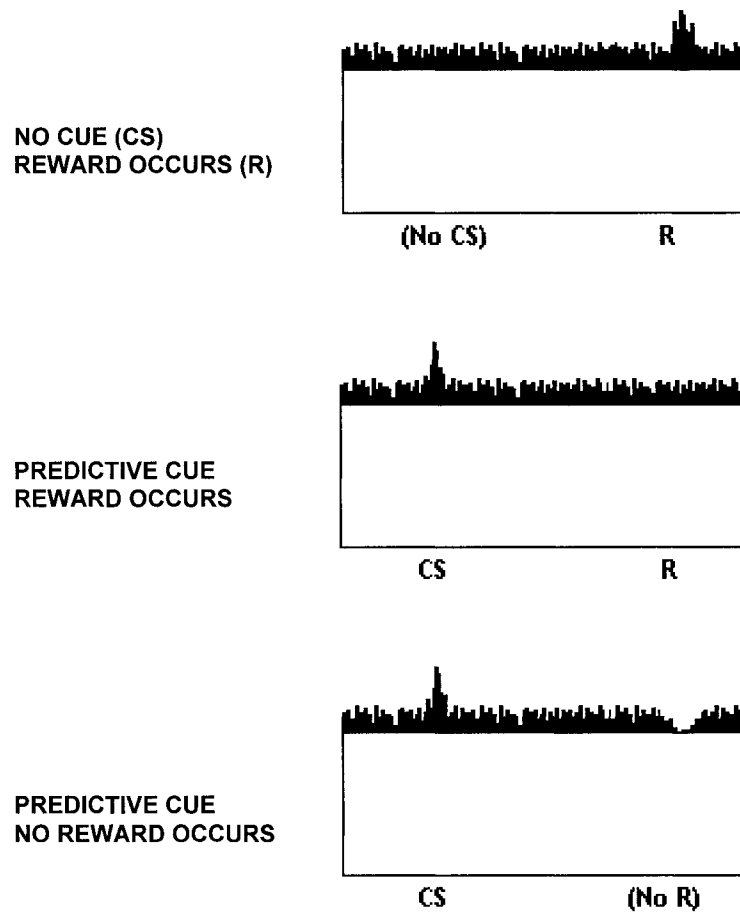 NO CUE (CS)
REWARD OCCURS (R)
(No CS) R
PREDICTIVE CUE
REWARD OCCURS
CS R
PREDICTIVE CUE
NO REWARD OCCURS
CS (No R)